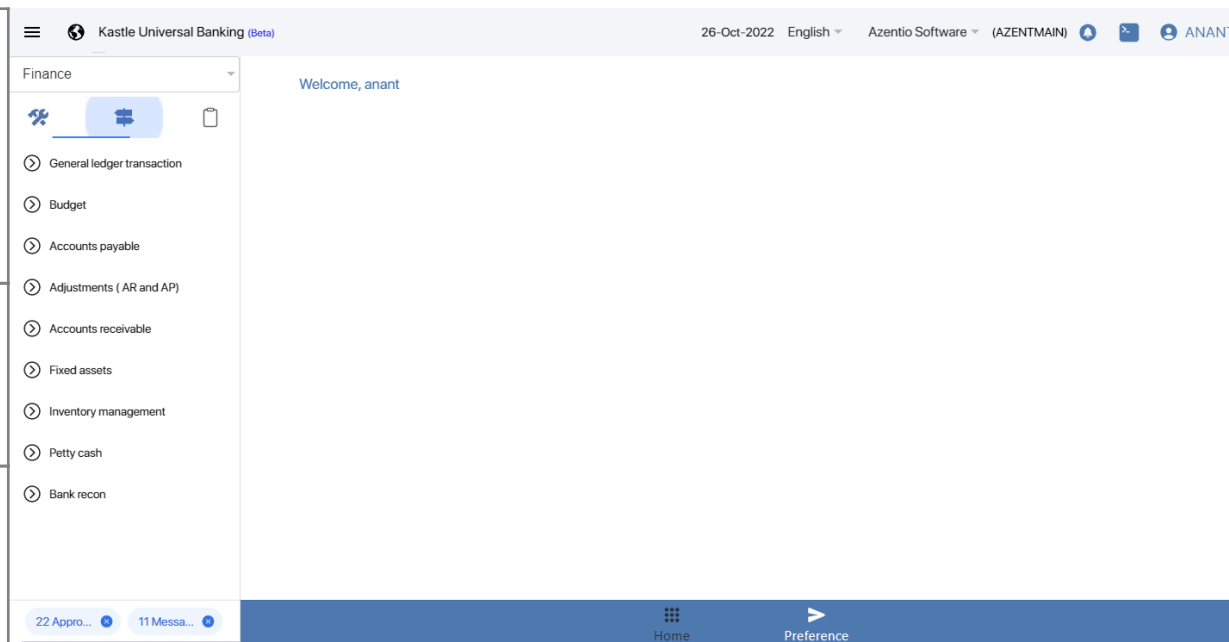 Kastle Universal Banking (Beta)
26-Oct-2022 English Azentio Software (AZENTMAIN) ANANT
Finance
Welcome, anant
General ledger transaction
Budget
Accounts payable
Adjustments ( AR and AP)
Accounts receivable
Fixed assets
Inventory management
Petty cash
Bank recon
22 Appro... 11 Messa...
Home Preference